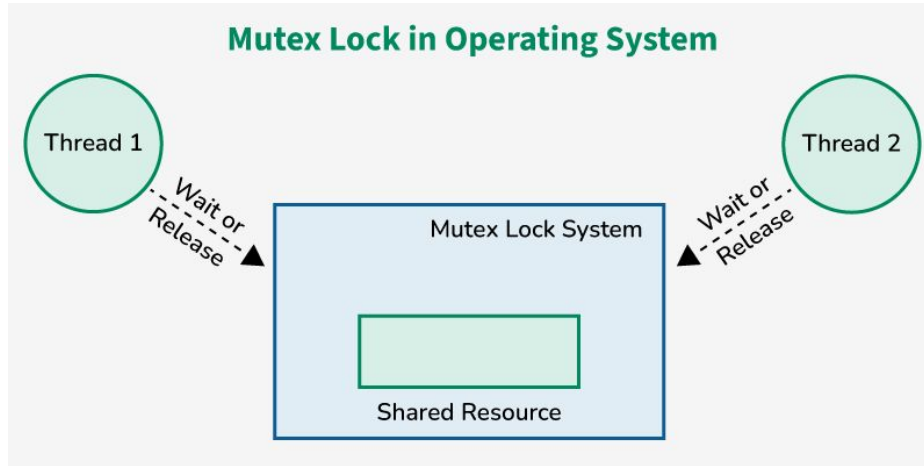 Mutex Lock in Operating System
Thread 1
Thread 2
Wait or
Release
Wait or
Release
Mutex Lock System
Shared Resource